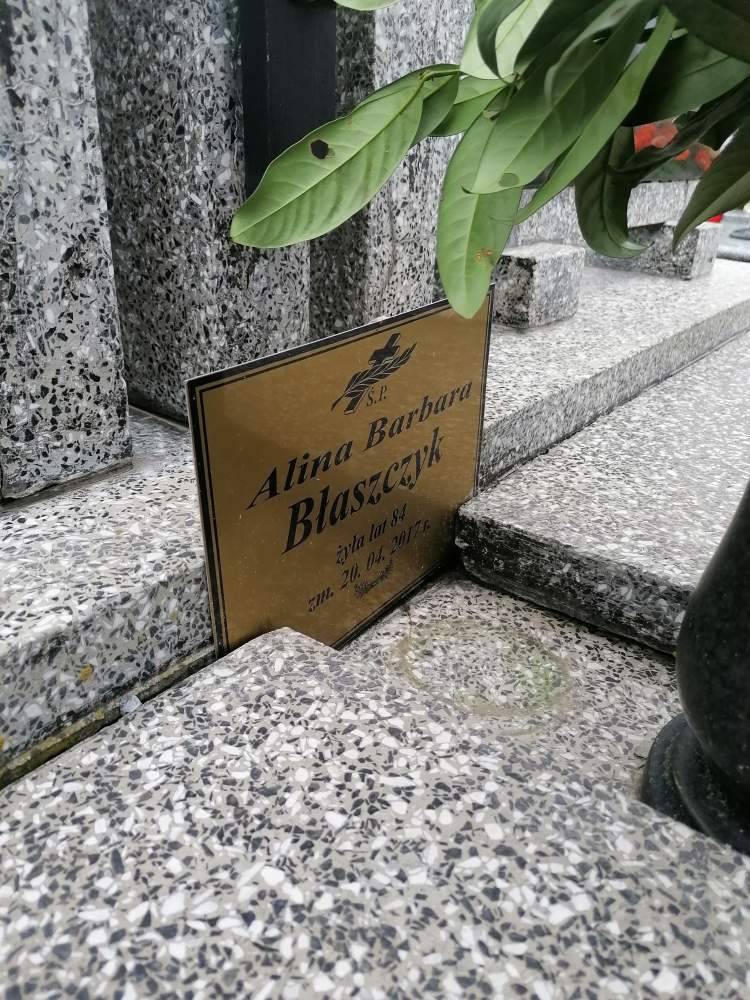 Ś.P.
Alina Barbara
Błaszczyk
żyła lat 84
zm. 20. 04. 2017 r.